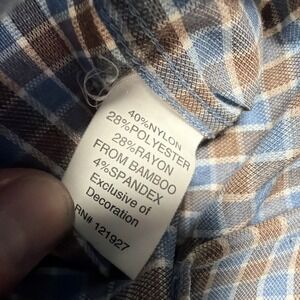 40%NYLON
28%POLYESTER
28%RAYON
FROM BAMBOO
4%SPANDEX
Exclusive of
Decoration
RN# 121927